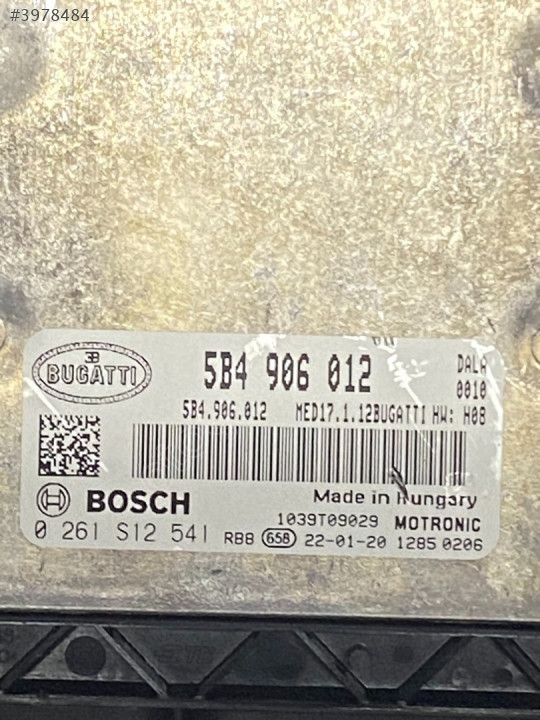 #3978484
BUGATTI
5B4 906 012
DALA
0010
5B4.906.012 MED17.1.12BUGATTI HW: H08
BOSCH
Made in Hungary
1039T09029 MOTRONIC
0 261 S12 541 RB8 658 22-01-20 1285 0206